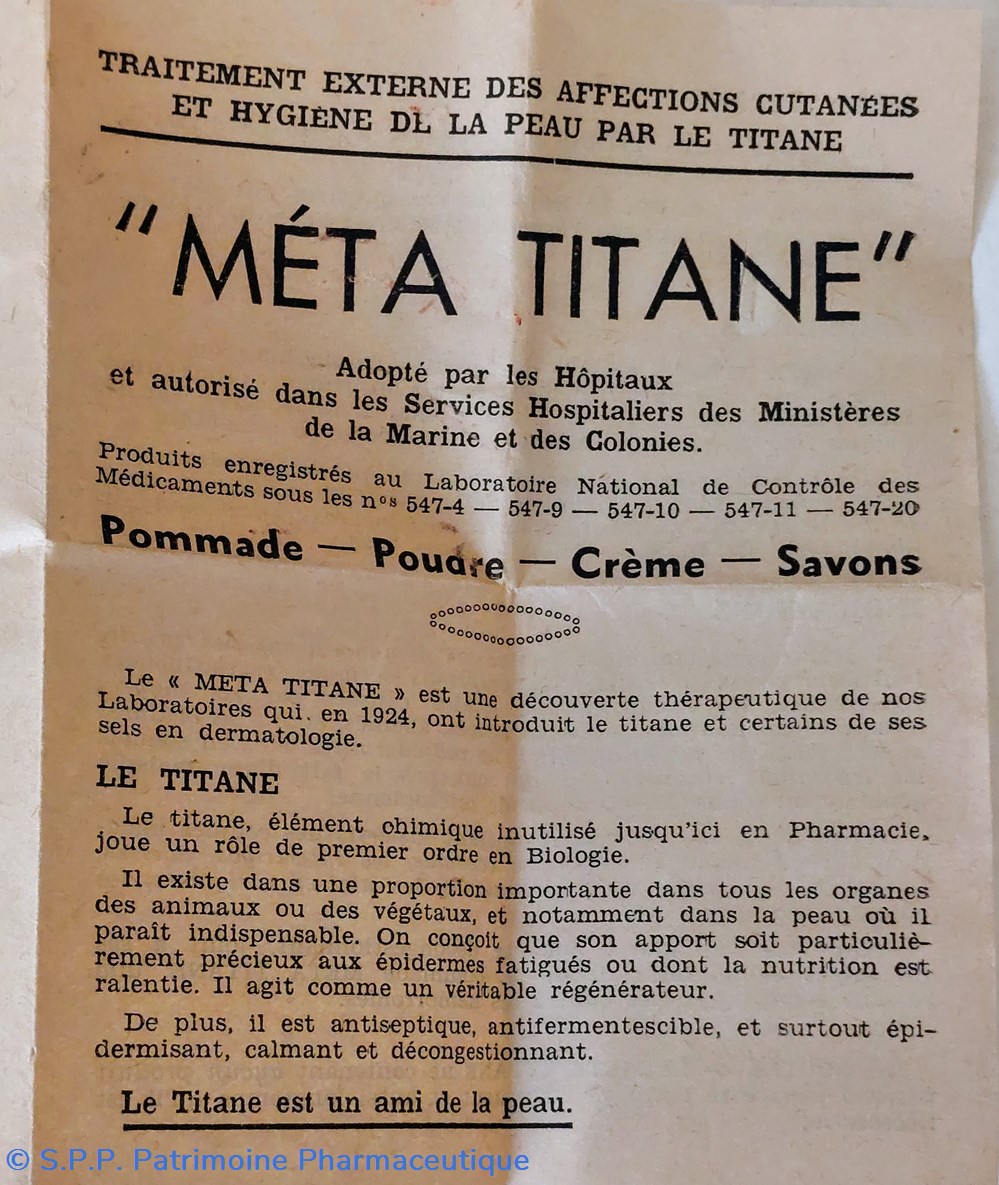 TRAITEMENT EXTERNE DES AFFECTIONS CUTANÉES
ET HYGIÈNE DE LA PEAU PAR LE TITANE
"MÉTA TITANE"
Adopté par les Hôpitaux
et autorisé dans les Services Hospitaliers des Ministères
de la Marine et des Colonies.
Produits enregistrés au Laboratoire National de Contrôle des
Médicaments sous les nos 547-4 — 547-9 — 547-10 — 547-11 — 547-20
Pommade — Poudre — Crème — Savons
Le « META TITANE » est une découverte thérapeutique de nos
Laboratoires qui. en 1924, ont introduit le titane et certains de ses
sels en dermatologie.
LE TITANE
Le titane, élément chimique inutilisé jusqu'ici en Pharmacie,
joue un rôle de premier ordre en Biologie.
Il existe dans une proportion importante dans tous les organes
des animaux ou des végétaux, et notamment dans la peau où il
paraît indispensable. On conçoit que son apport soit particuliè-
rement précieux aux épidermes fatigués ou dont la nutrition est
ralentie. Il agit comme un véritable régénérateur.
De plus, il est antiseptique, antifermentescible, et surtout épi-
dermisant, calmant et décongestionnant.
Le Titane est un ami de la peau.
© S.P.P. Patrimoine Pharmaceutique